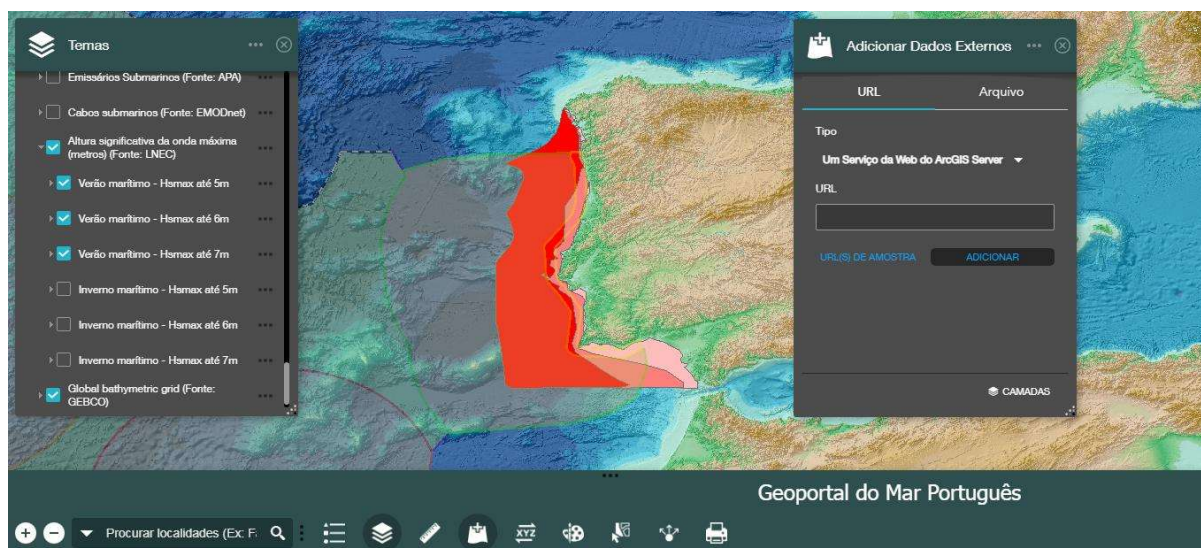 Temas
Emissários Submarinos (Fonte: APA)
Cabos submarinos (Fonte: EMODnet)
Altura significativa da onda máxima
(metros) (Fonte: LNEC)
Verão marítimo - Hsmax até 5m
Verão marítimo - Hsmax até 6m
Verão marítimo - Hsmax até 7m
Inverno marítimo - Hsmax até 5m
Inverno marítimo - Hsmax até 6m
Inverno marítimo - Hsmax até 7m
Global bathymetric grid (Fonte:
GEBCO)
Adicionar Dados Externos
URL Arquivo
Tipo
Um Serviço da Web do ArcGIS Server
URL
URL(S) DE AMOSTRA ADICIONAR
CAMADAS
Geoportal do Mar Português
Procurar localidades (Ex: F
XYZ